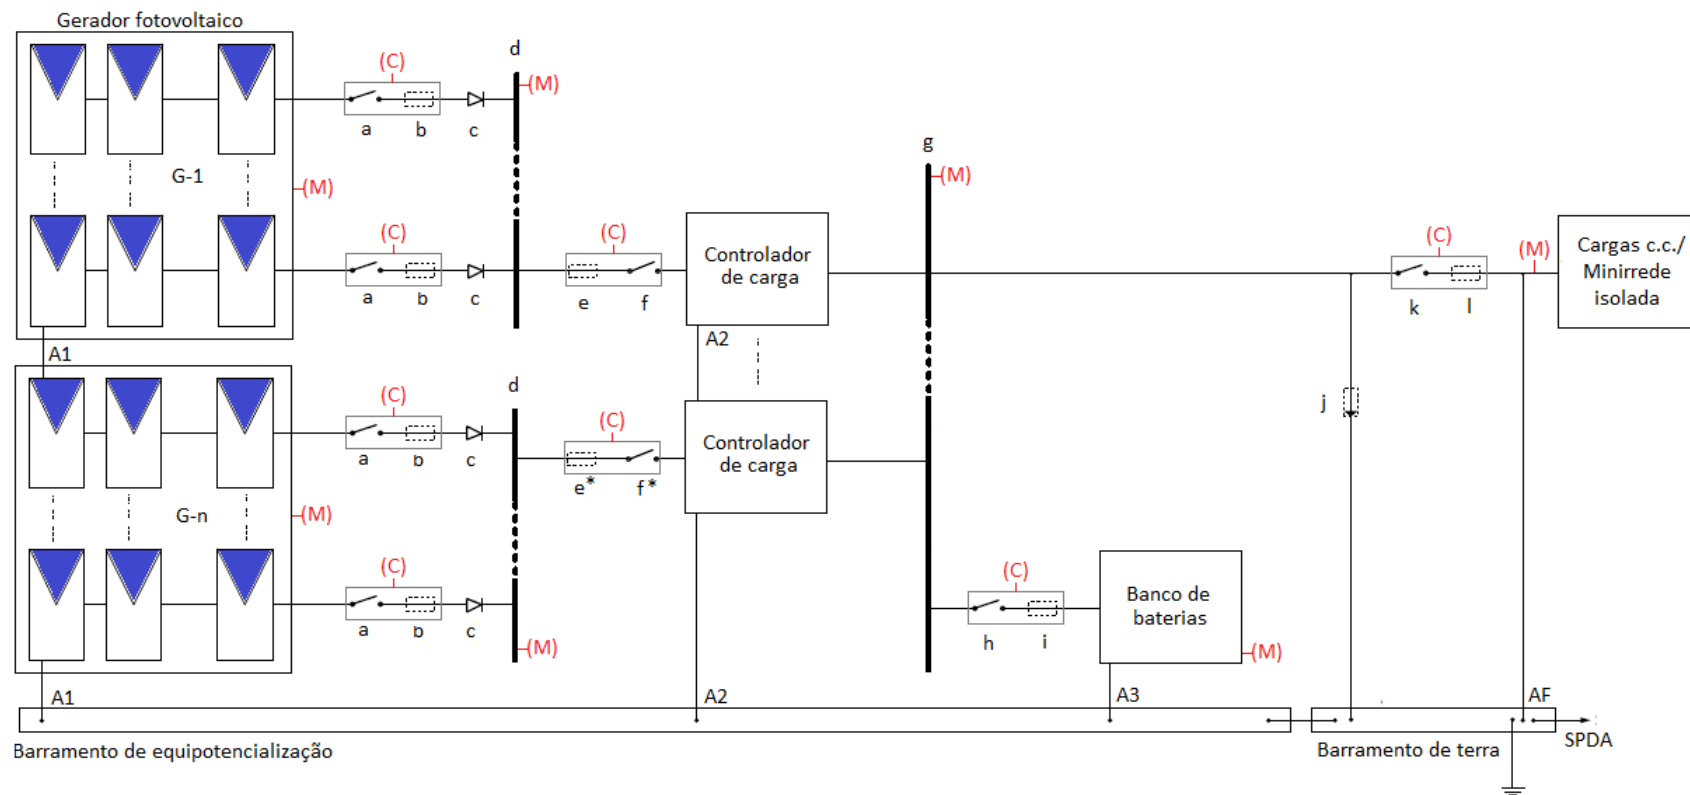 Gerador fotovoltaico
d
(C)
(M)
a
b
c
g
G-1
(M)
(M)
(C)
(C)
(C)
(M)
Controlador
de carga
Cargas c.c./
Minirrede
isolada
a
b
c
e
f
k
l
A1
A2
d
(C)
(C)
j
Controlador
de carga
a
b
c
e*
f*
G-n
(M)
(C)
(C)
Banco de
baterias
a
b
c
(M)
h
i
(M)
A1
A2
A3
AF
Barramento de equipotencialização
Barramento de terra
SPDA